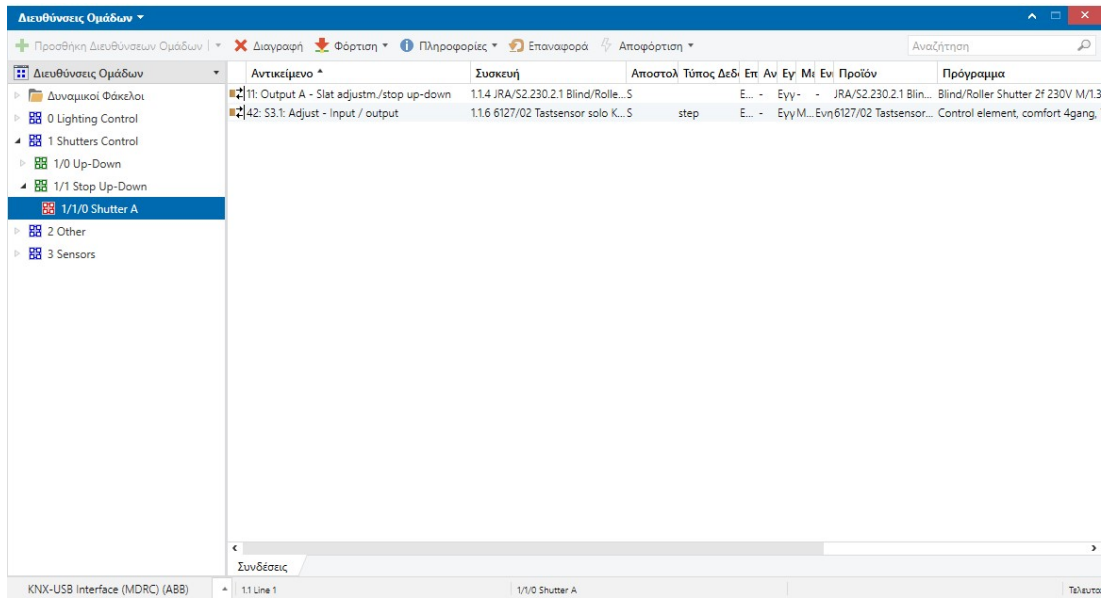 Διευθύνσεις Ομάδων
Προσθήκη Διευθύνσεων Ομάδων Διαγραφή Φόρτιση Πληροφορίες Επαναφορά Αποφόρτιση Αναζήτηση
Διευθύνσεις Ομάδων
Δυναμικοί Φάκελοι
0 Lighting Control
1 Shutters Control
1/0 Up-Down
1/1 Stop Up-Down
1/1/0 Shutter A
2 Other
3 Sensors
Αντικείμενο Συσκευή Αποστολ Τύπος Δεδ Επ Αν Εγ Με Εν Προϊόν Πρόγραμμα
11: Output A - Slat adjustm./stop up-down 1.1.4 JRA/S2.230.2.1 Blind/Rolle... S E... - Εγγ - - JRA/S2.230.2.1 Blin... Blind/Roller Shutter 2f 230V M/1.3
42: S3.1: Adjust - Input / output 1.1.6 6127/02 Tastsensor solo K... S step E... - Εγγ Μ... Ενη 6127/02 Tastsensor... Control element, comfort 4gang,
Συνδέσεις
KNX-USB Interface (MDRC) (ABB) 1.1 Line 1 1/1/0 Shutter A Τελευτα